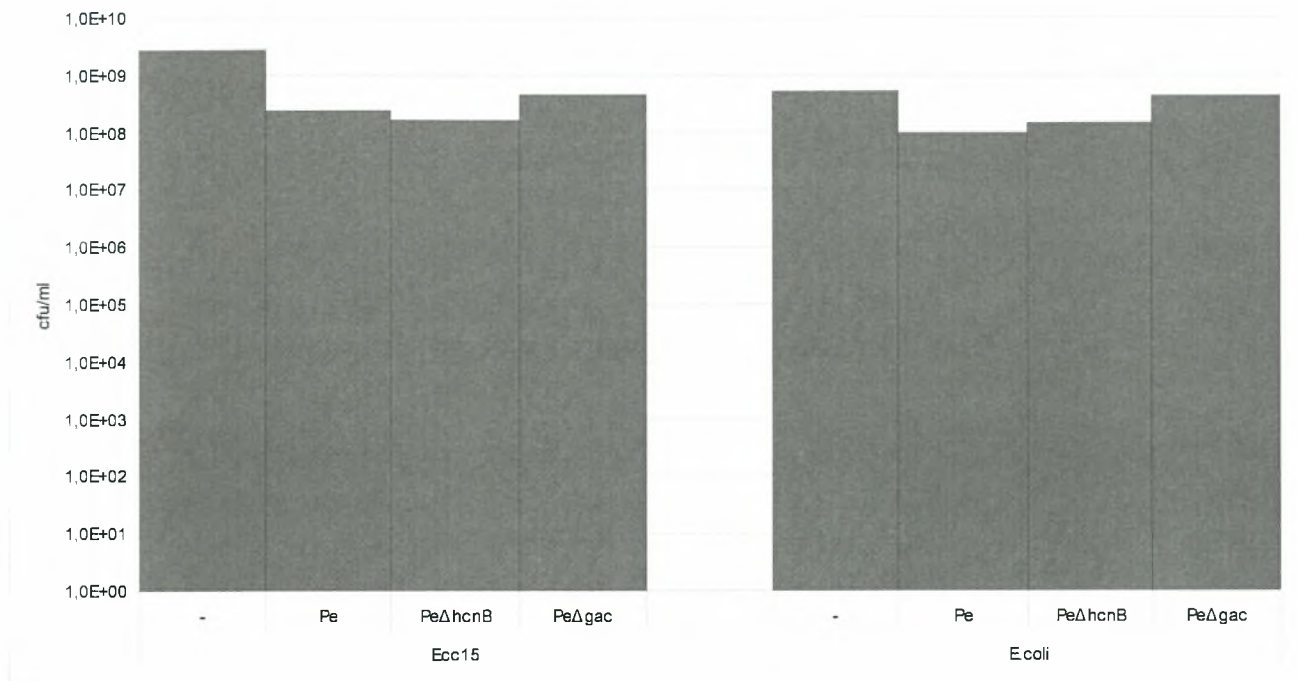 1,0E+10
1,0E+09
1,0E+08
1,0E+07
1,0E+06
1,0E+05
1,0E+04
1,0E+03
1,0E+02
1,0E+01
1,0E+00
cfu/ml
- Pe PeΔhcnB PeΔgac - Pe PeΔhcnB PeΔgac
Ecc15 E.coli